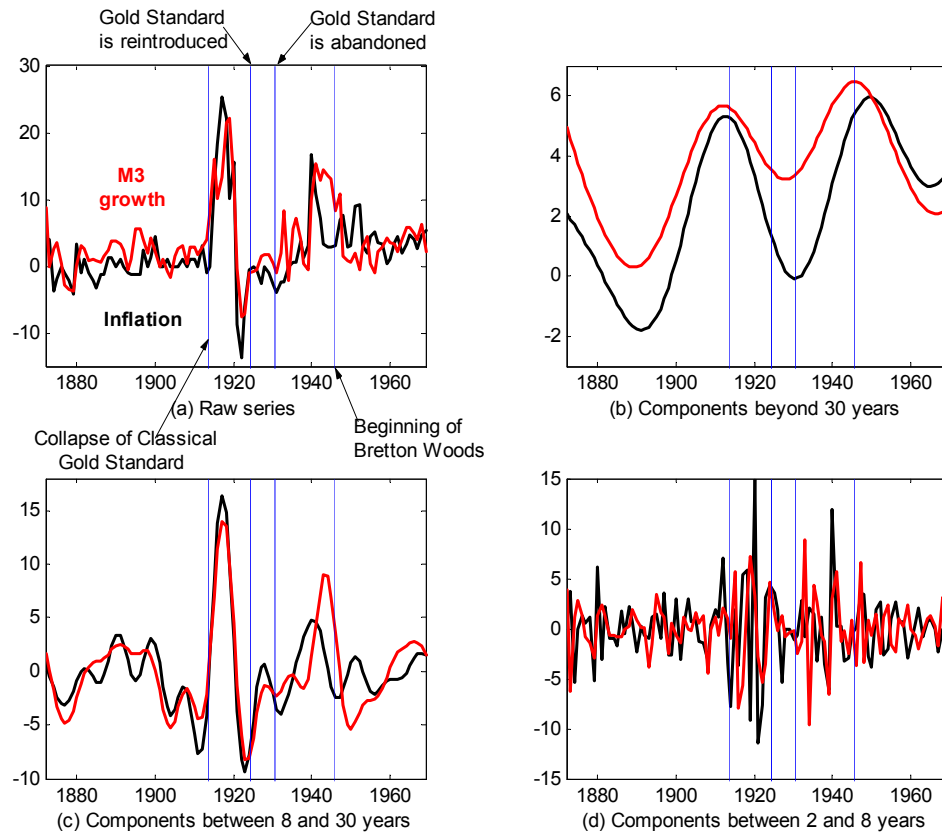 Gold Standard
is reintroduced
Gold Standard
is abandoned
30
20
10
0
-10
M3
growth
Inflation
1880 1900 1920 1940 1960
(a) Raw series
6
4
2
0
-2
1880 1900 1920 1940 1960
(b) Components beyond 30 years
Collapse of Classical
Gold Standard
Beginning of
Bretton Woods
15
10
5
0
-5
-10
1880 1900 1920 1940 1960
(c) Components between 8 and 30 years
15
10
5
0
-5
-10
-15
1880 1900 1920 1940 1960
(d) Components between 2 and 8 years